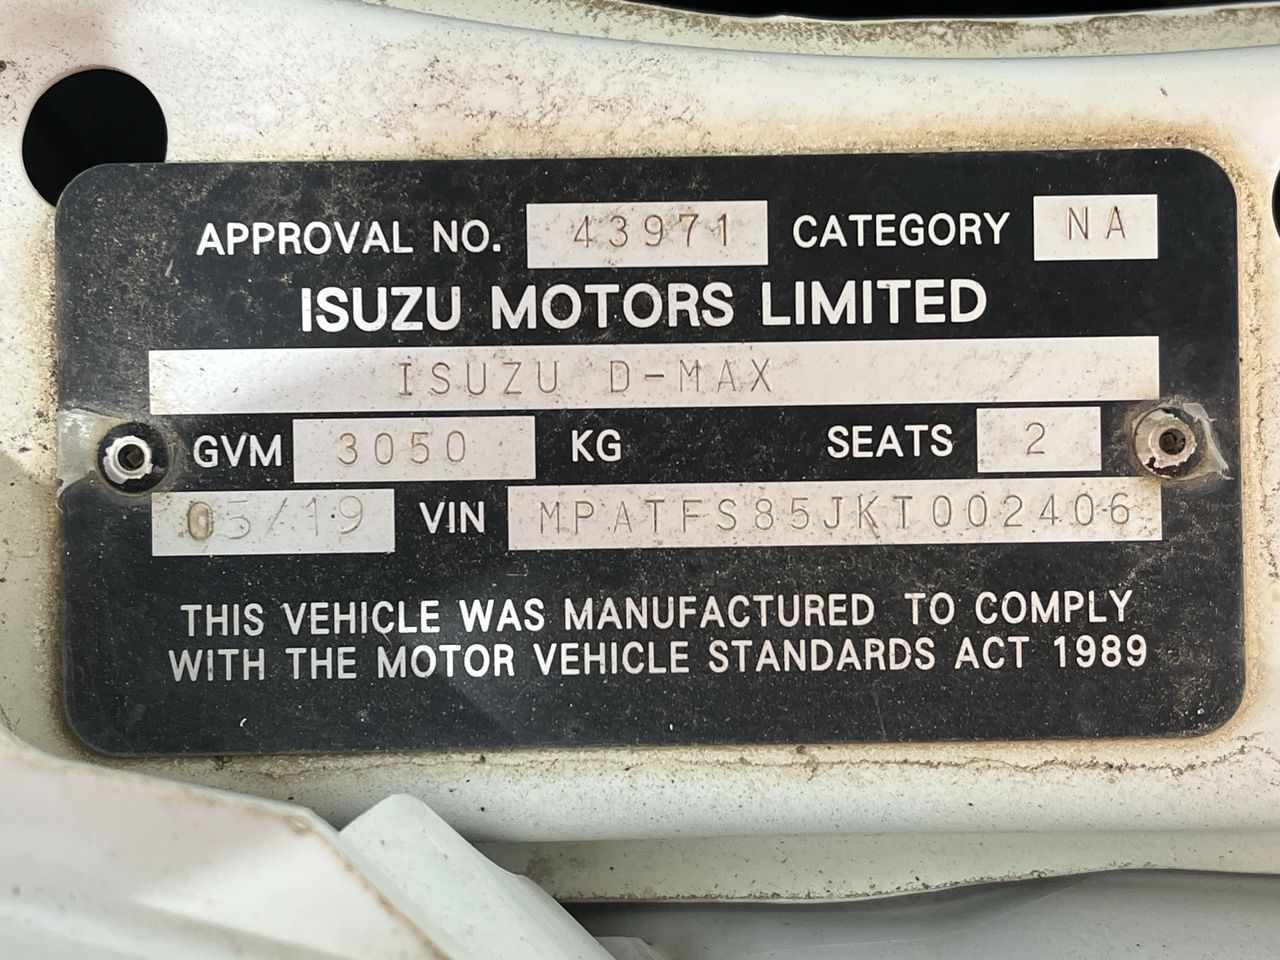 APPROVAL NO. 43971 CATEGORY NA
ISUZU MOTORS LIMITED
ISUZU D-MAX
GVM 3050 KG SEATS 2
05/19 VIN MPATFS85JKT002406
THIS VEHICLE WAS MANUFACTURED TO COMPLY
WITH THE MOTOR VEHICLE STANDARDS ACT 1989